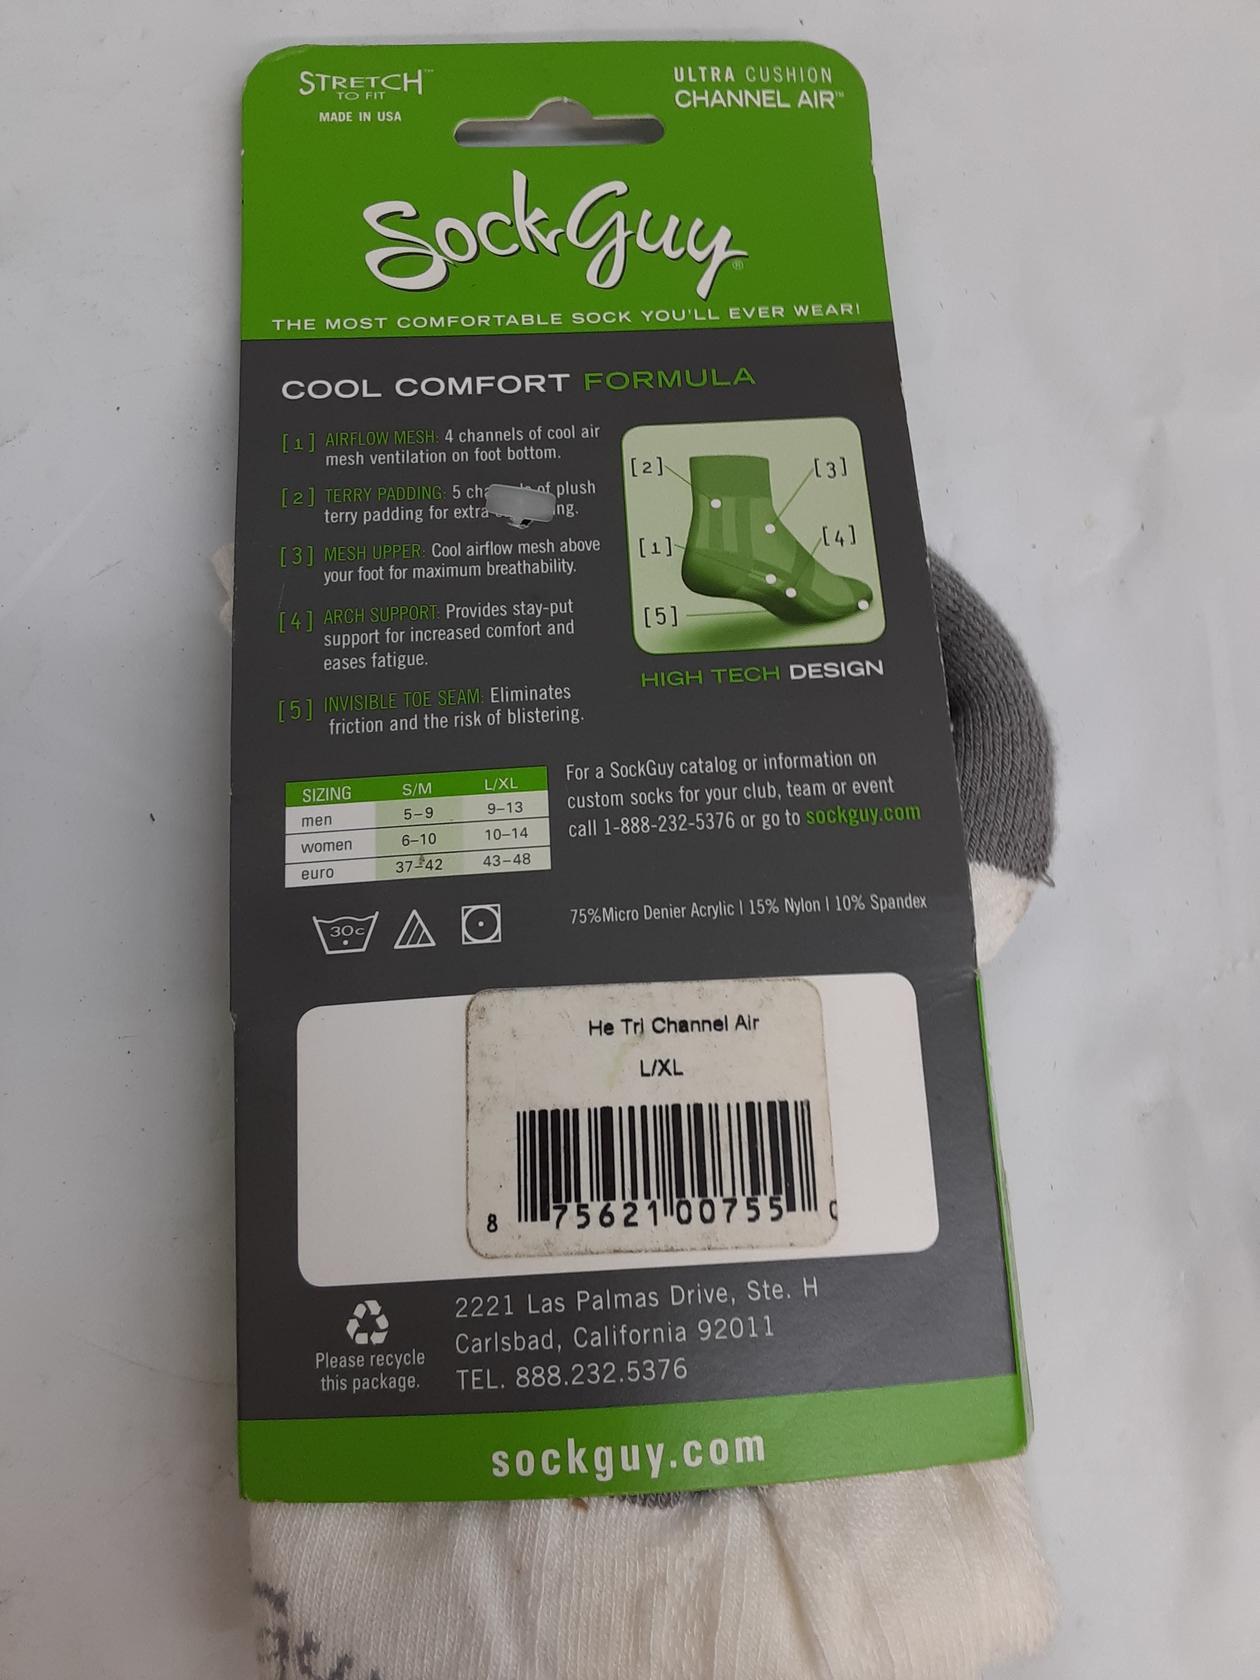 STRETCH™
TO FIT
MADE IN USA
ULTRA CUSHION
CHANNEL AIR™
SockGuy®
THE MOST COMFORTABLE SOCK YOU'LL EVER WEAR!
COOL COMFORT FORMULA
[1] AIRFLOW MESH: 4 channels of cool air
mesh ventilation on foot bottom.
[2] TERRY PADDING: 5 of plush
terry padding for extra
[3] MESH UPPER: Cool airflow mesh above
your foot for maximum breathability.
[4] ARCH SUPPORT: Provides stay-put
support for increased comfort and
eases fatigue.
[5] INVISIBLE TOE SEAM: Eliminates
friction and the risk of blistering.
[2]
[3]
[1]
[4]
[5]
HIGH TECH DESIGN
SIZING S/M L/XL
men 5–9 9–13
women 6–10 10–14
euro 37–42 43–48
For a SockGuy catalog or information on
custom socks for your club, team or event
call 1-888-232-5376 or go to sockguy.com
30c
75%Micro Denier Acrylic | 15% Nylon | 10% Spandex
He Tri Channel Air
L/XL
8 75621 00755
Please recycle
this package.
2221 Las Palmas Drive, Ste. H
Carlsbad, California 92011
TEL. 888.232.5376
sockguy.com